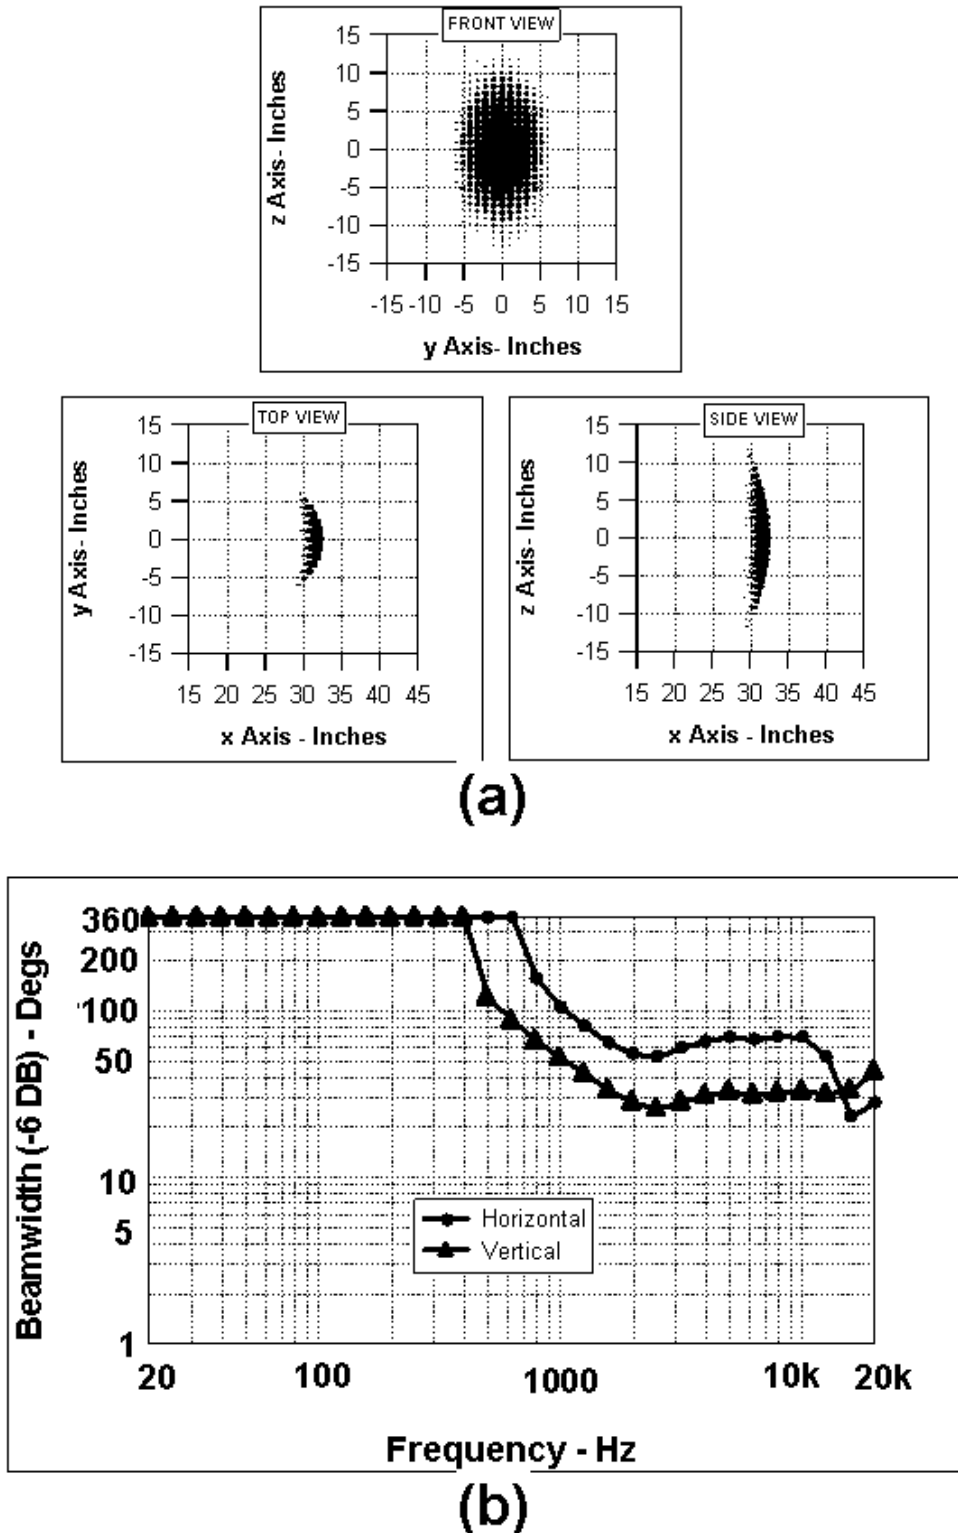 FRONT VIEW
15
10
5
0
-5
-10
-15
z Axis- Inches
-15 -10 -5 0 5 10 15
y Axis- Inches
TOP VIEW
15
10
5
0
-5
-10
-15
y Axis- Inches
15 20 25 30 35 40 45
x Axis - Inches
SIDE VIEW
15
10
5
0
-5
-10
-15
z Axis- Inches
15 20 25 30 35 40 45
x Axis - Inches
(a)
360
200
100
50
10
5
1
Beamwidth (-6 DB) - Degs
Horizontal
Vertical
20 100 1000 10k 20k
Frequency - Hz
(b)